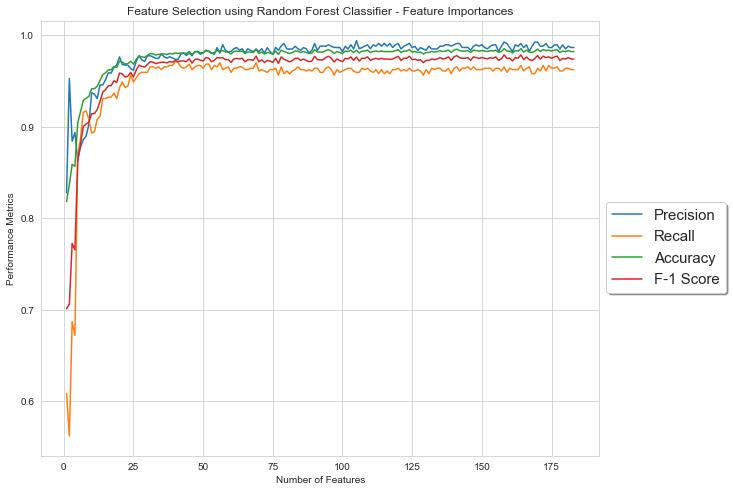 Feature Selection using Random Forest Classifier - Feature Importances
1.0
0.9
0.8
0.7
0.6
Performance Metrics
0 25 50 75 100 125 150 175
Number of Features
Precision
Recall
Accuracy
F-1 Score